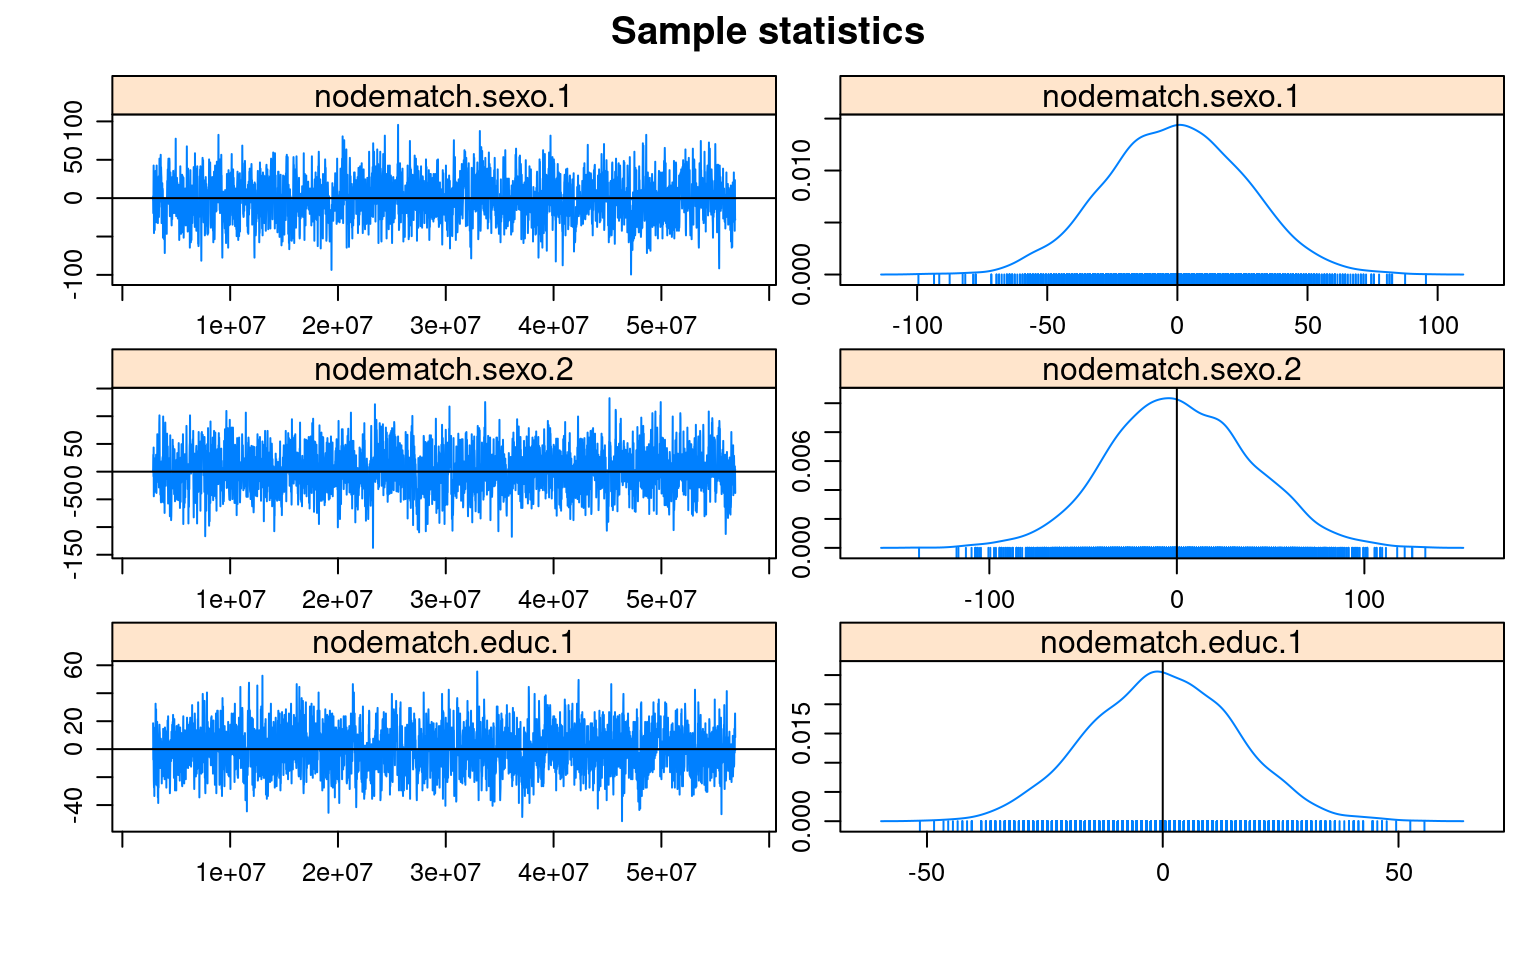 Sample statistics
nodematch.sexo.1
nodematch.sexo.1
-100 0 50 100
0.000 0.010
1e+07 2e+07 3e+07 4e+07 5e+07
-100 -50 0 50 100
nodematch.sexo.2
nodematch.sexo.2
-150 -50 0 50
0.000 0.006
1e+07 2e+07 3e+07 4e+07 5e+07
-100 0 100
nodematch.educ.1
nodematch.educ.1
-40 0 20 60
0.000 0.015
1e+07 2e+07 3e+07 4e+07 5e+07
-50 0 50